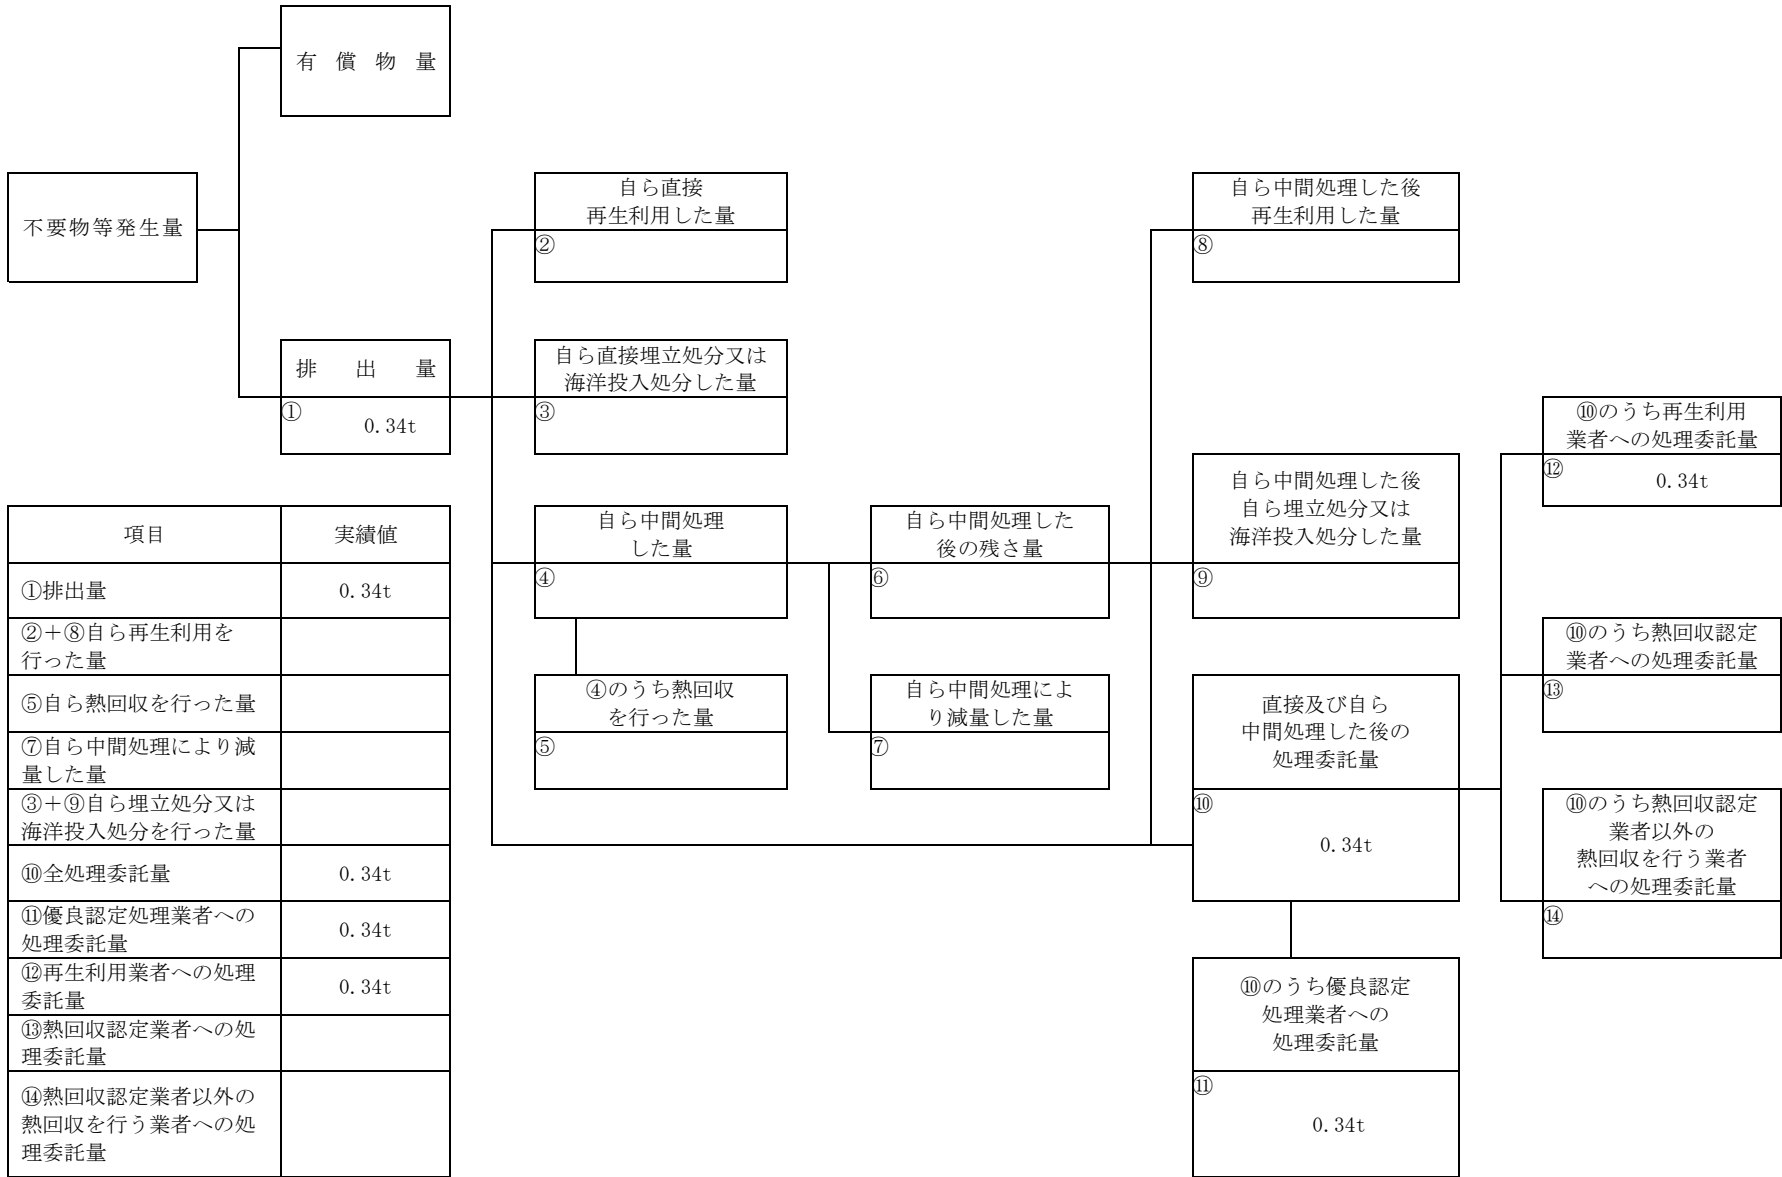 有償物量
不要物等発生量
排出量
①
0.34t
自ら直接
再生利用した量
②
自ら直接埋立処分又は
海洋投入処分した量
③
自ら中間処理
した量
④
④のうち熱回収
を行った量
⑤
自ら中間処理した
後の残さ量
⑥
自ら中間処理によ
り減量した量
⑦
自ら中間処理した後
再生利用した量
⑧
自ら中間処理した後
自ら埋立処分又は
海洋投入処分した量
⑨
直接及び自ら
中間処理した後の
処理委託量
⑩
0.34t
⑩のうち優良認定
処理業者への
処理委託量
⑪
0.34t
⑩のうち再生利用
業者への処理委託量
⑫
0.34t
⑩のうち熱回収認定
業者への処理委託量
⑬
⑩のうち熱回収認定
業者以外の
熱回収を行う業者
への処理委託量
⑭
項目 実績値
①排出量 0.34t
②＋⑧自ら再生利用を
行った量
⑤自ら熱回収を行った量
⑦自ら中間処理により減
量した量
③＋⑨自ら埋立処分又は
海洋投入処分を行った量
⑩全処理委託量 0.34t
⑪優良認定処理業者への
処理委託量 0.34t
⑫再生利用業者への処理
委託量 0.34t
⑬熱回収認定業者への処
理委託量
⑭熱回収認定業者以外の
熱回収を行う業者への処
理委託量